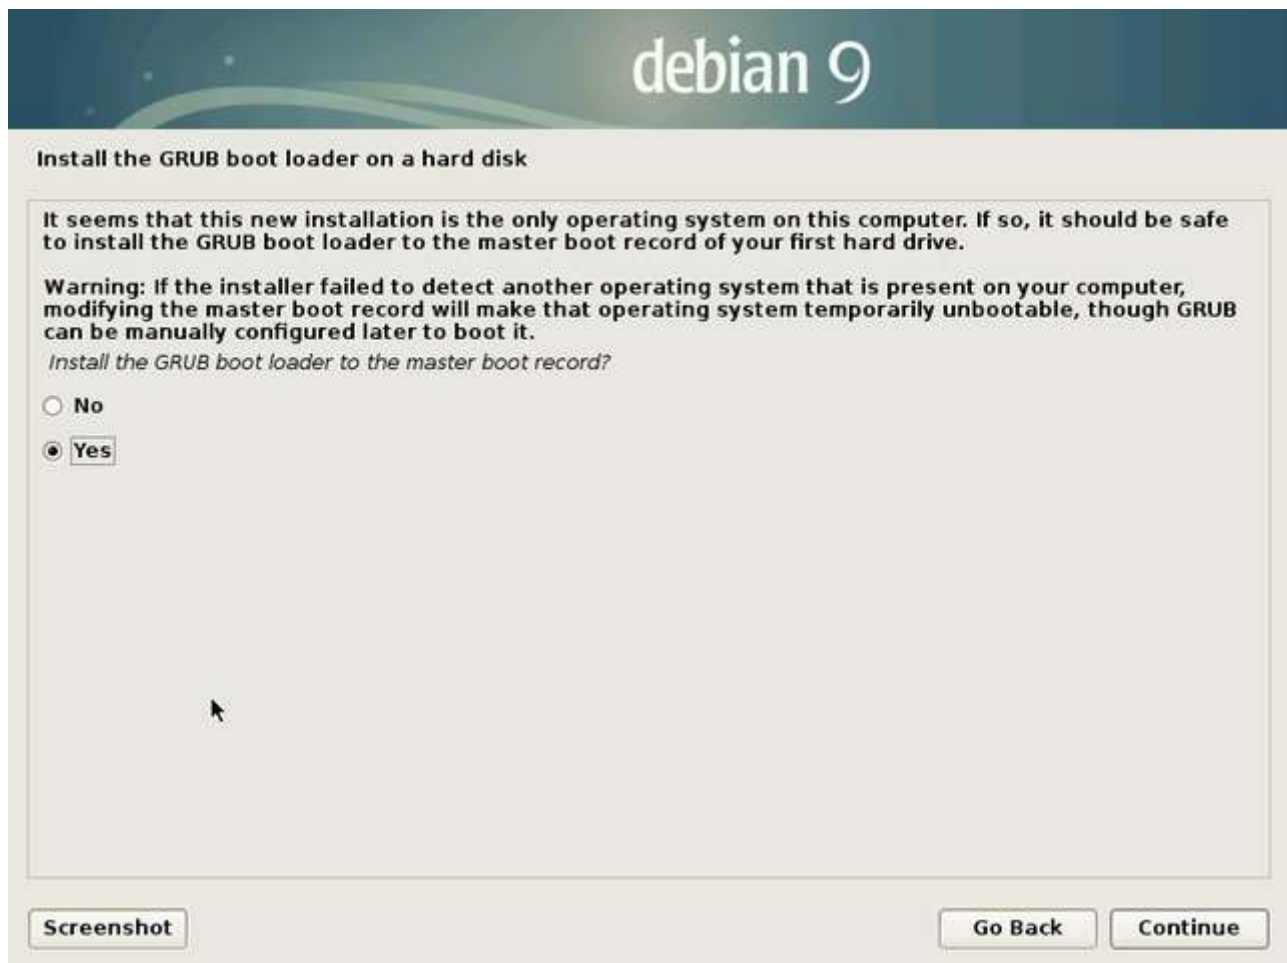 debian 9
Install the GRUB boot loader on a hard disk
It seems that this new installation is the only operating system on this computer. If so, it should be safe
to install the GRUB boot loader to the master boot record of your first hard drive.
Warning: If the installer failed to detect another operating system that is present on your computer,
modifying the master boot record will make that operating system temporarily unbootable, though GRUB
can be manually configured later to boot it.
Install the GRUB boot loader to the master boot record?
No
Yes
Screenshot
Go Back
Continue